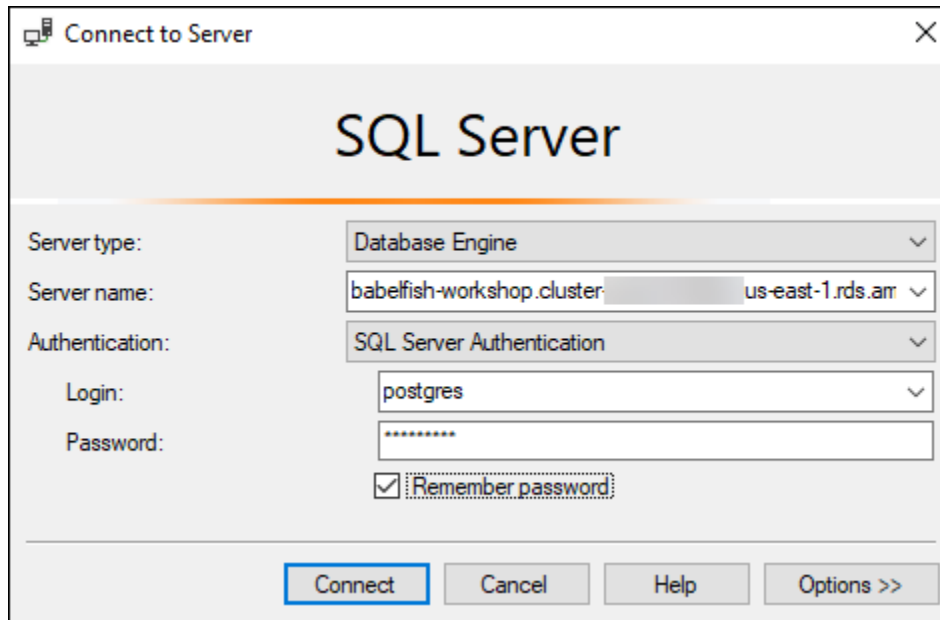 Connect to Server
SQL Server
Server type: Database Engine
Server name: babelfish-workshop.cluster- us-east-1.rds.am
Authentication: SQL Server Authentication
Login: postgres
Password: *********
Remember password
Connect Cancel Help Options >>